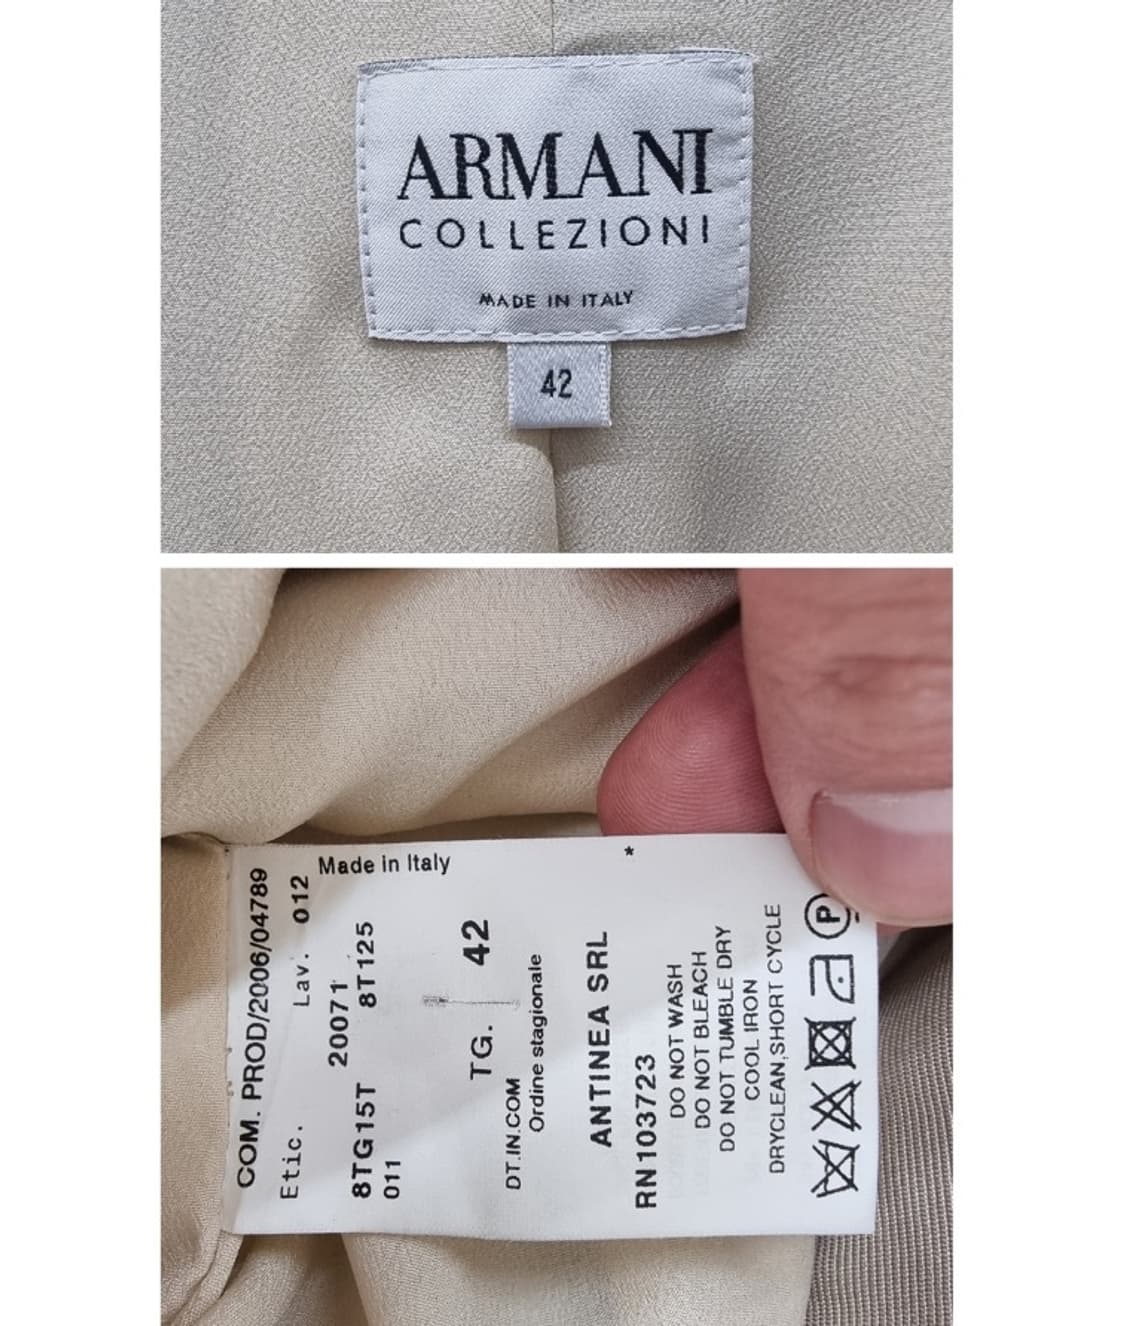 ARMANI
COLLEZIONI
MADE IN ITALY
42
Made in Italy
*
COM. PROD/2006/04789
Etic. Lav. 012
20071
8TG15T 8T125
011
TG. 42
DT.IN.COM
Ordine stagionale
ANTINEA SRL
RN103723
DO NOT WASH
DO NOT BLEACH
DO NOT TUMBLE DRY
COOL IRON
DRYCLEAN,SHORT CYCLE
P